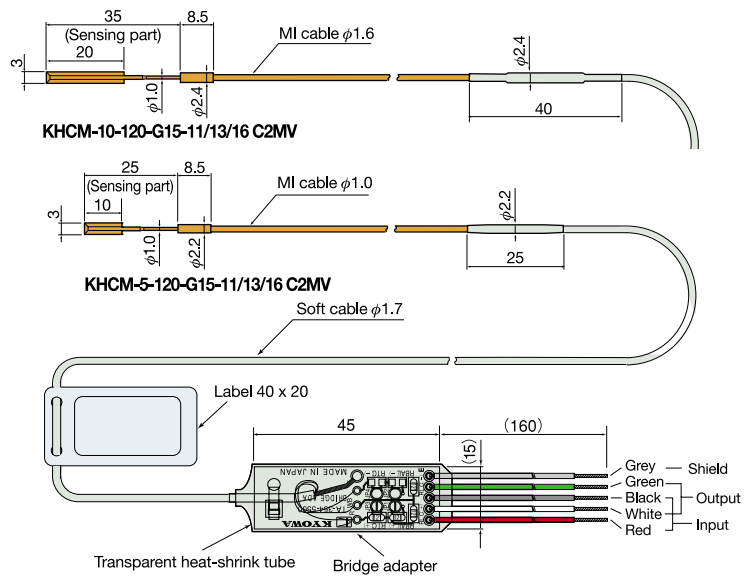 35
8.5
(Sensing part)
20
MI cable φ1.6
φ2.4
3
φ1.0
φ2.4
40
KHCM-10-120-G15-11/13/16 C2MV
25
8.5
(Sensing part)
10
MI cable φ1.0
φ2.2
3
φ1.0
φ2.2
25
KHCM-5-120-G15-11/13/16 C2MV
Soft cable φ1.7
Label 40 x 20
45
(160)
(15)
MADE IN JAPAN
KYOWA
Grey
Shield
Green
Black
Output
White
Input
Red
Transparent heat-shrink tube
Bridge adapter